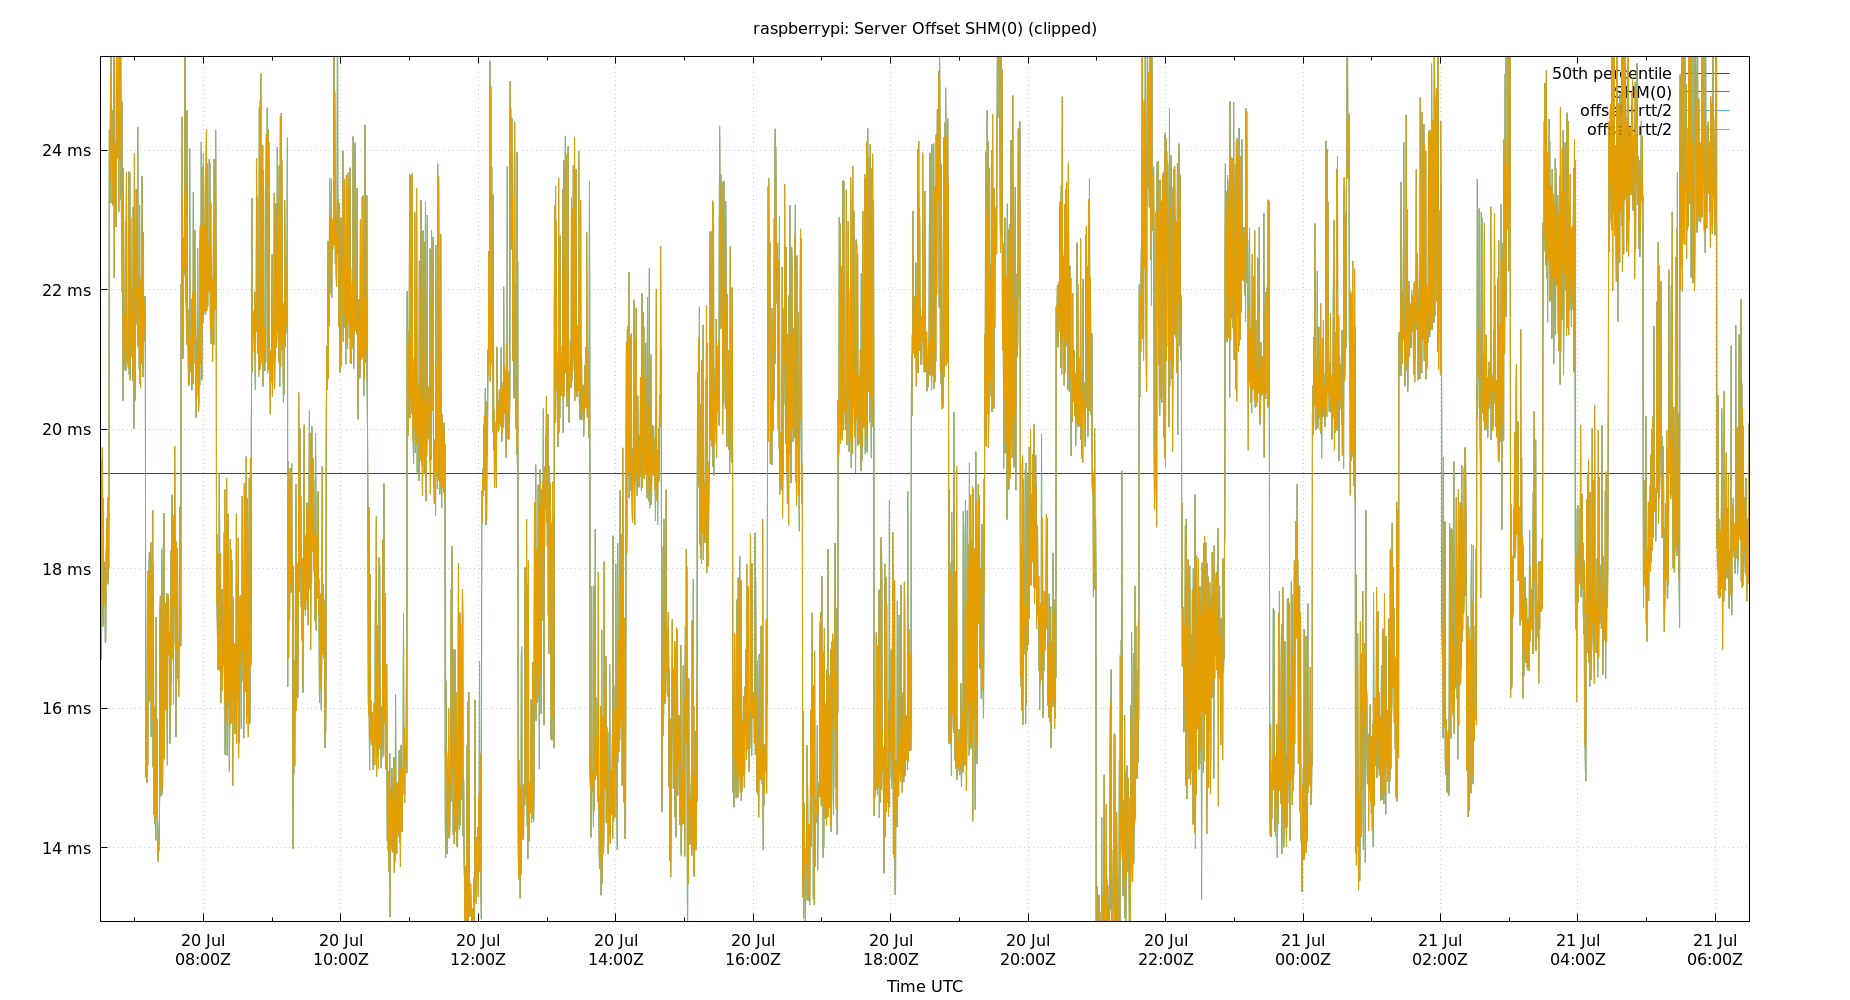 raspberrypi: Server Offset SHM(0) (clipped)
50th percentile
SHM(0)
offset+rtt/2
offset-rtt/2
24 ms
22 ms
20 ms
18 ms
16 ms
14 ms
20 Jul 20 Jul 20 Jul 20 Jul 20 Jul 20 Jul 20 Jul 20 Jul 21 Jul 21 Jul 21 Jul 21 Jul
08:00Z 10:00Z 12:00Z 14:00Z 16:00Z 18:00Z 20:00Z 22:00Z 00:00Z 02:00Z 04:00Z 06:00Z
Time UTC